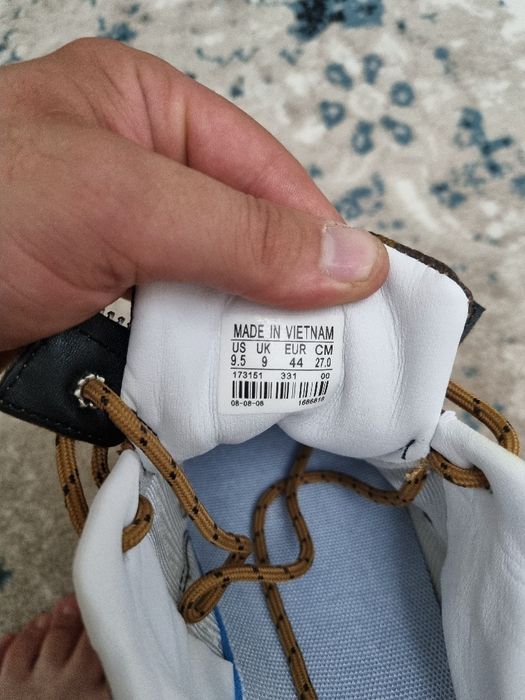 MADE IN VIETNAM
US UK EUR CM
9.5 9 44 27.0
173151 331 00
08-08-08 1686816